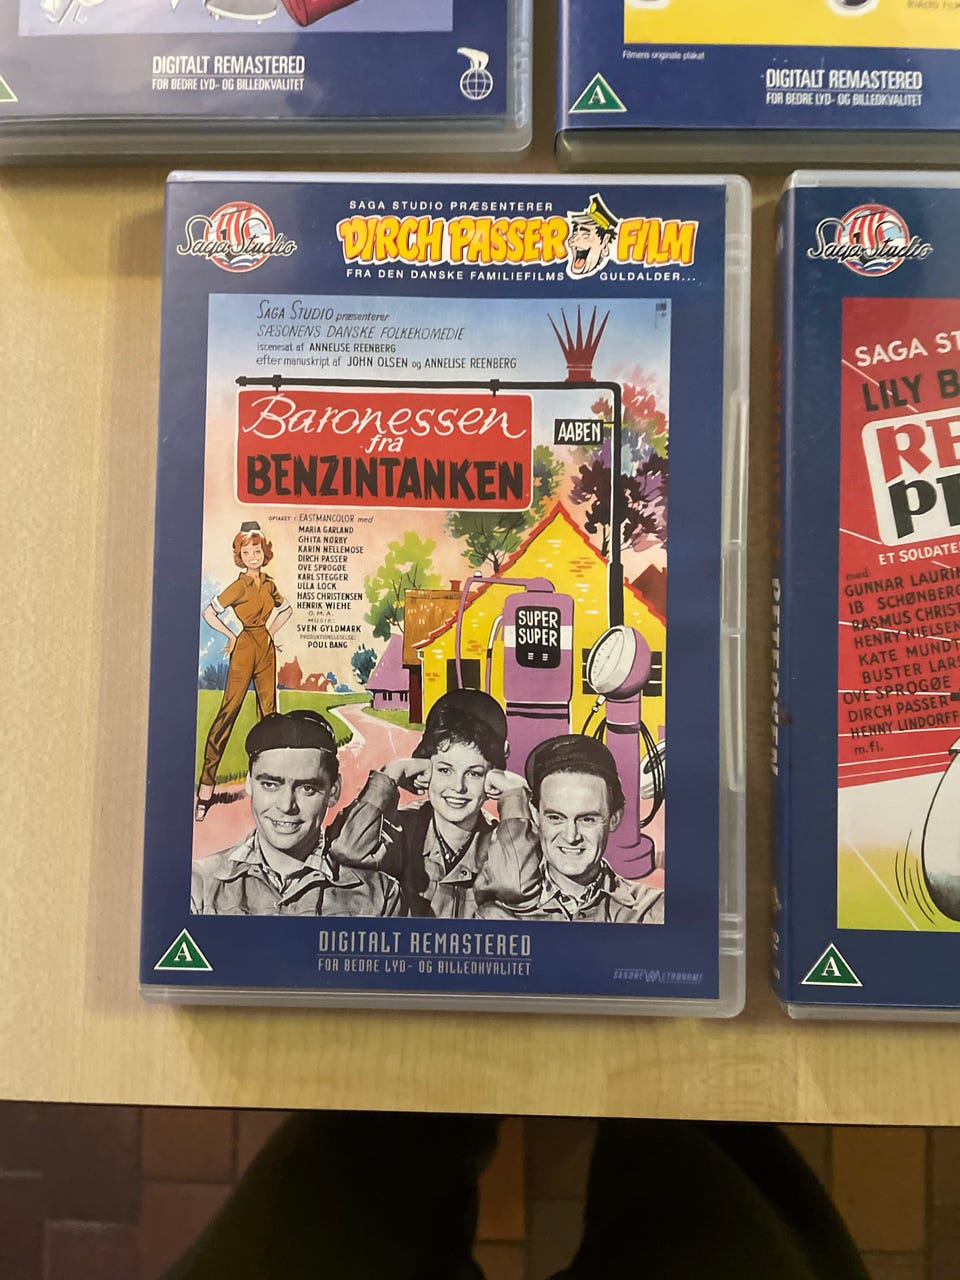 DIGITALT REMASTERED
FOR BEDRE LYD- OG BILLEDKVALITET
Filmens originale plakat
A
DIGITALT REMASTERED
FOR BEDRE LYD- OG BILLEDKVALITET
Saga Studio
SAGA STUDIO PRÆSENTERER
DIRCH PASSER FILM
FRA DEN DANSKE FAMILIEFILMS GULDALDER...
SAGA STUDIO præsenterer
SÆSONENS DANSKE FOLKEKOMEDIE
iscenesat af ANNELISE REENBERG
efter manuskript af JOHN OLSEN og ANNELISE REENBERG
Baronessen
fra
BENZINTANKEN
AABEN
OPTAGET I EASTMANCOLOR med
MARIA GARLAND
GHITA NØRBY
KARIN NELLEMOSE
DIRCH PASSER
OVE SPROGØE
KARL STEGGER
ULLA LOCK
HASS CHRISTENSEN
HENRIK WIEHE
O.M.A.
MUSIK:
SVEN GYLDMARK
PRODUKTIONSLEDELSE:
POUL BANG
SUPER
SUPER
A
DIGITALT REMASTERED
FOR BEDRE LYD- OG BILLEDKVALITET
SANDREW METRONOME
Saga Studio
SAGA ST
LILY B
RE
PE
ET SOLDATE
med
GUNNAR LAURIN
IB SCHØNBERG
RASMUS CHRIST
HENRY NIELSEN
KATE MUNDT
BUSTER LARS
OVE SPROGØE
DIRCH PASSER
HENNY LINDORFF
m.fl.
A